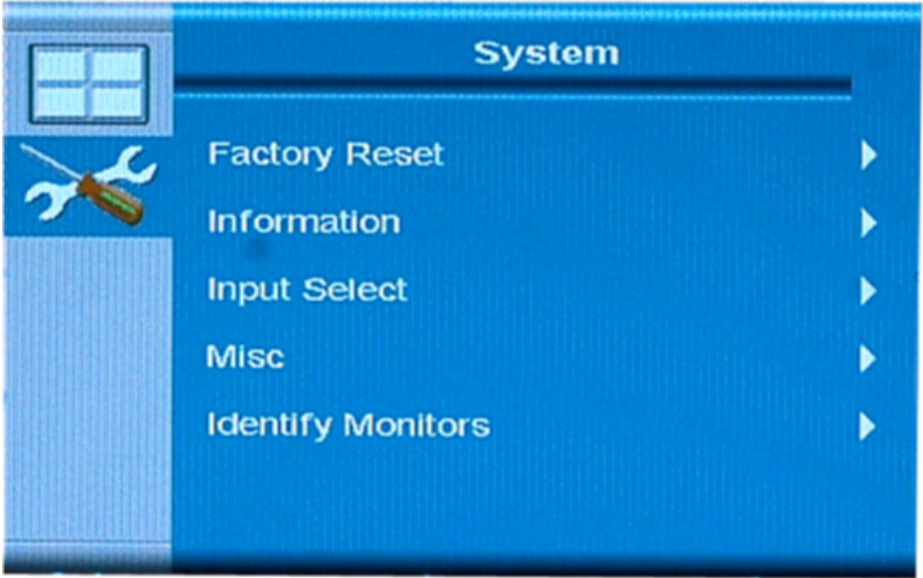 System
Factory Reset
Information
Input Select
Misc
Identify Monitors